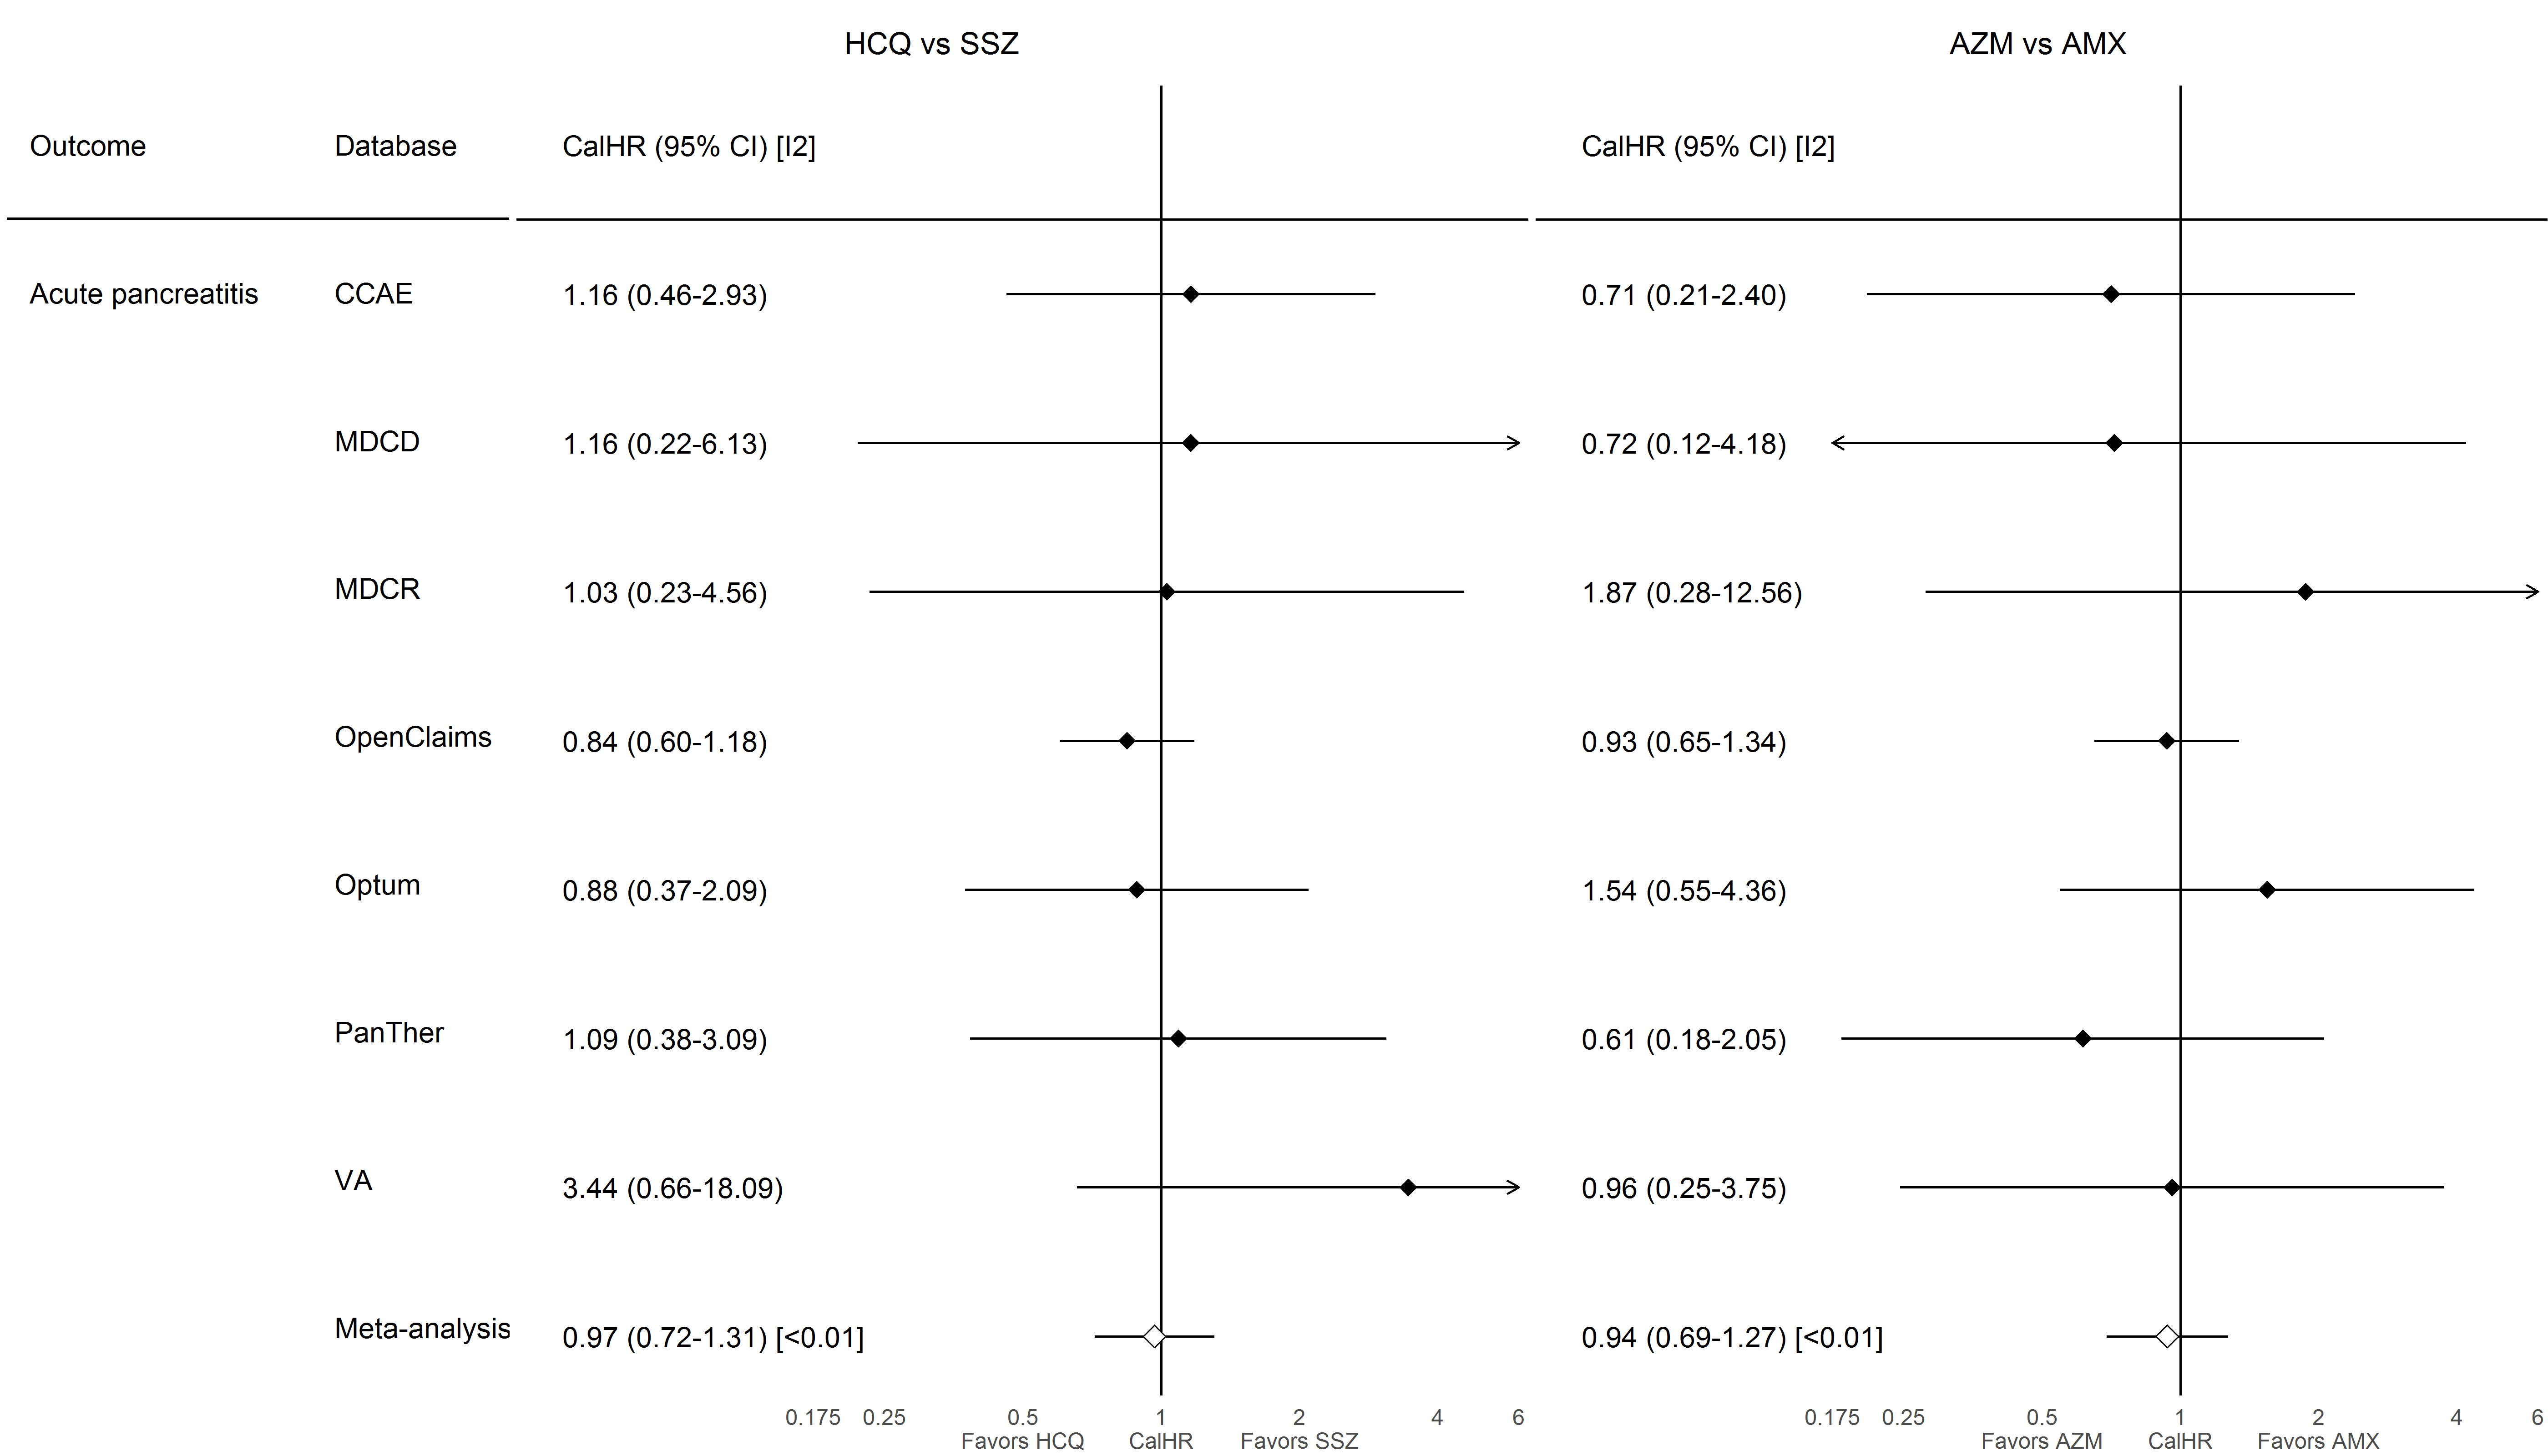 HCQ vs SSZ AZM vs AMX
Outcome Database CalHR (95% CI) [I2] CalHR (95% CI) [I2]
Acute pancreatitis CCAE 1.16 (0.46-2.93) 0.71 (0.21-2.40)
MDCD 1.16 (0.22-6.13) 0.72 (0.12-4.18)
MDCR 1.03 (0.23-4.56) 1.87 (0.28-12.56)
OpenClaims 0.84 (0.60-1.18) 0.93 (0.65-1.34)
Optum 0.88 (0.37-2.09) 1.54 (0.55-4.36)
PanTher 1.09 (0.38-3.09) 0.61 (0.18-2.05)
VA 3.44 (0.66-18.09) 0.96 (0.25-3.75)
Meta-analysis 0.97 (0.72-1.31) [<0.01] 0.94 (0.69-1.27) [<0.01]
0.175 0.25 0.5 1 2 4 6 0.175 0.25 0.5 1 2 4 6
Favors HCQ CalHR Favors SSZ Favors AZM CalHR Favors AMX